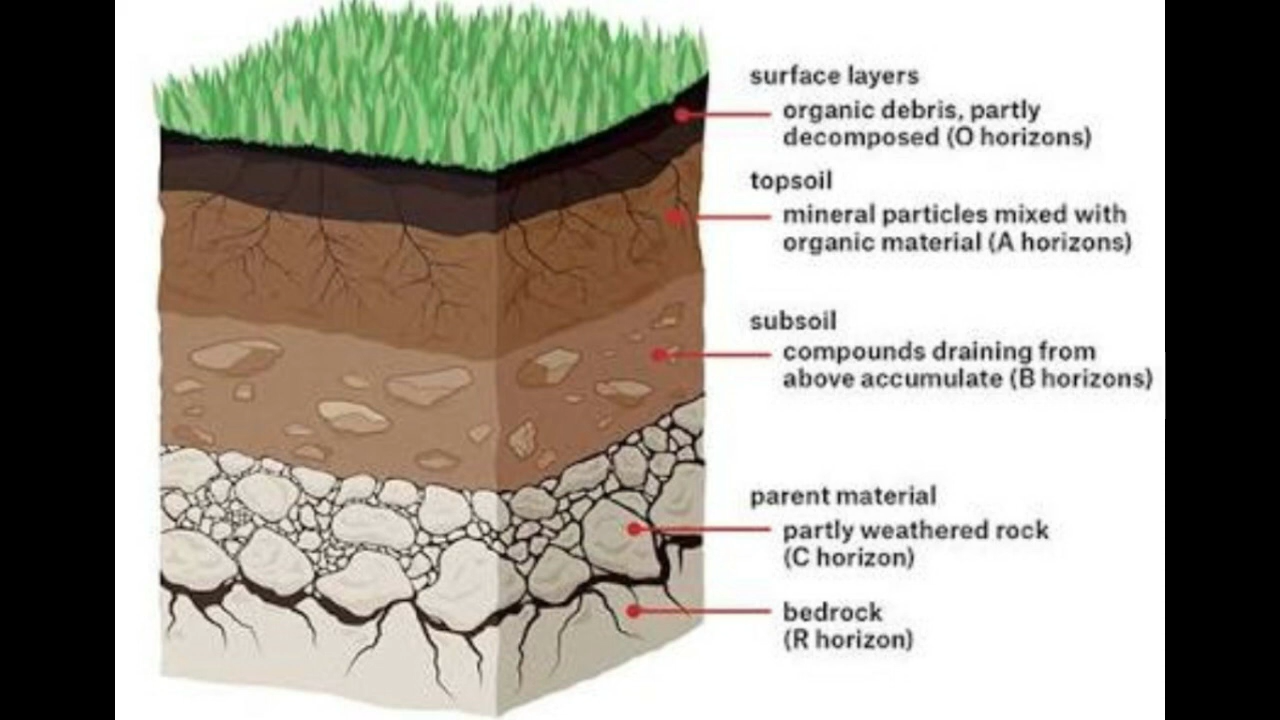 surface layers
organic debris, partly
decomposed (O horizons)
topsoil
mineral particles mixed with
organic material (A horizons)
subsoil
compounds draining from
above accumulate (B horizons)
parent material
partly weathered rock
(C horizon)
bedrock
(R horizon)